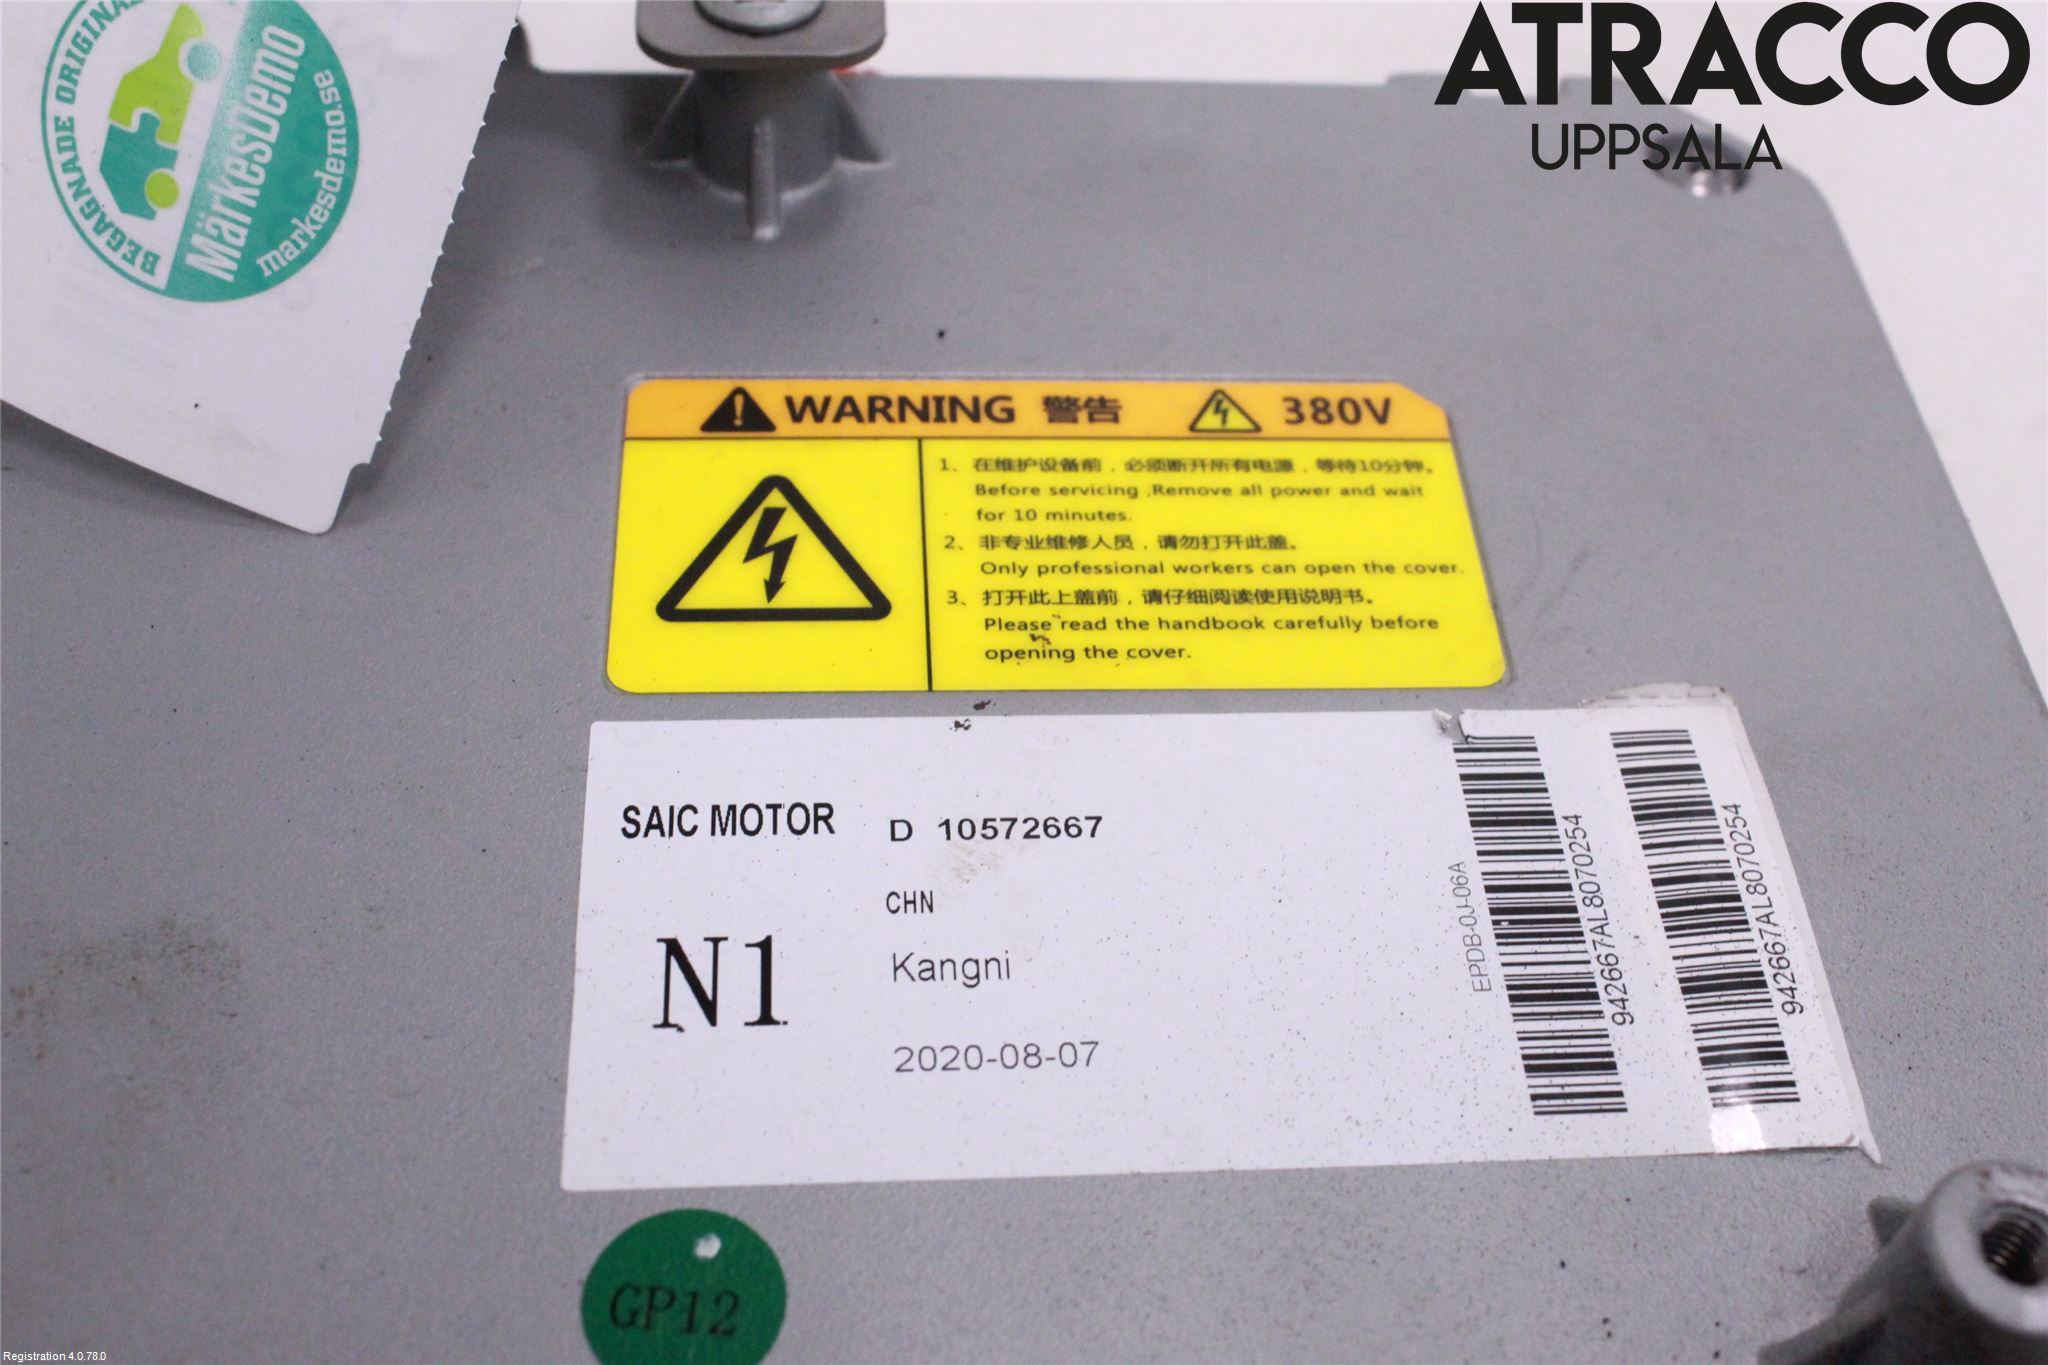 ATRACCO
UPPSALA
BEGAGNADE ORIGINAL
MärkesDemo
markesdemo.se
WARNING 警告 380V
1、在维护设备前，必须断开所有电源，等待10分钟。
Before servicing ,Remove all power and wait
for 10 minutes.
2、非专业维修人员，请勿打开此盖。
Only professional workers can open the cover.
3、打开此上盖前，请仔细阅读使用说明书。
Please read the handbook carefully before
opening the cover.
SAIC MOTOR D 10572667
CHN
N1
Kangni
2020-08-07
EPDB-0J-06A
942667AL8070254
942667AL8070254
GP12
Registration 4.0.78.0